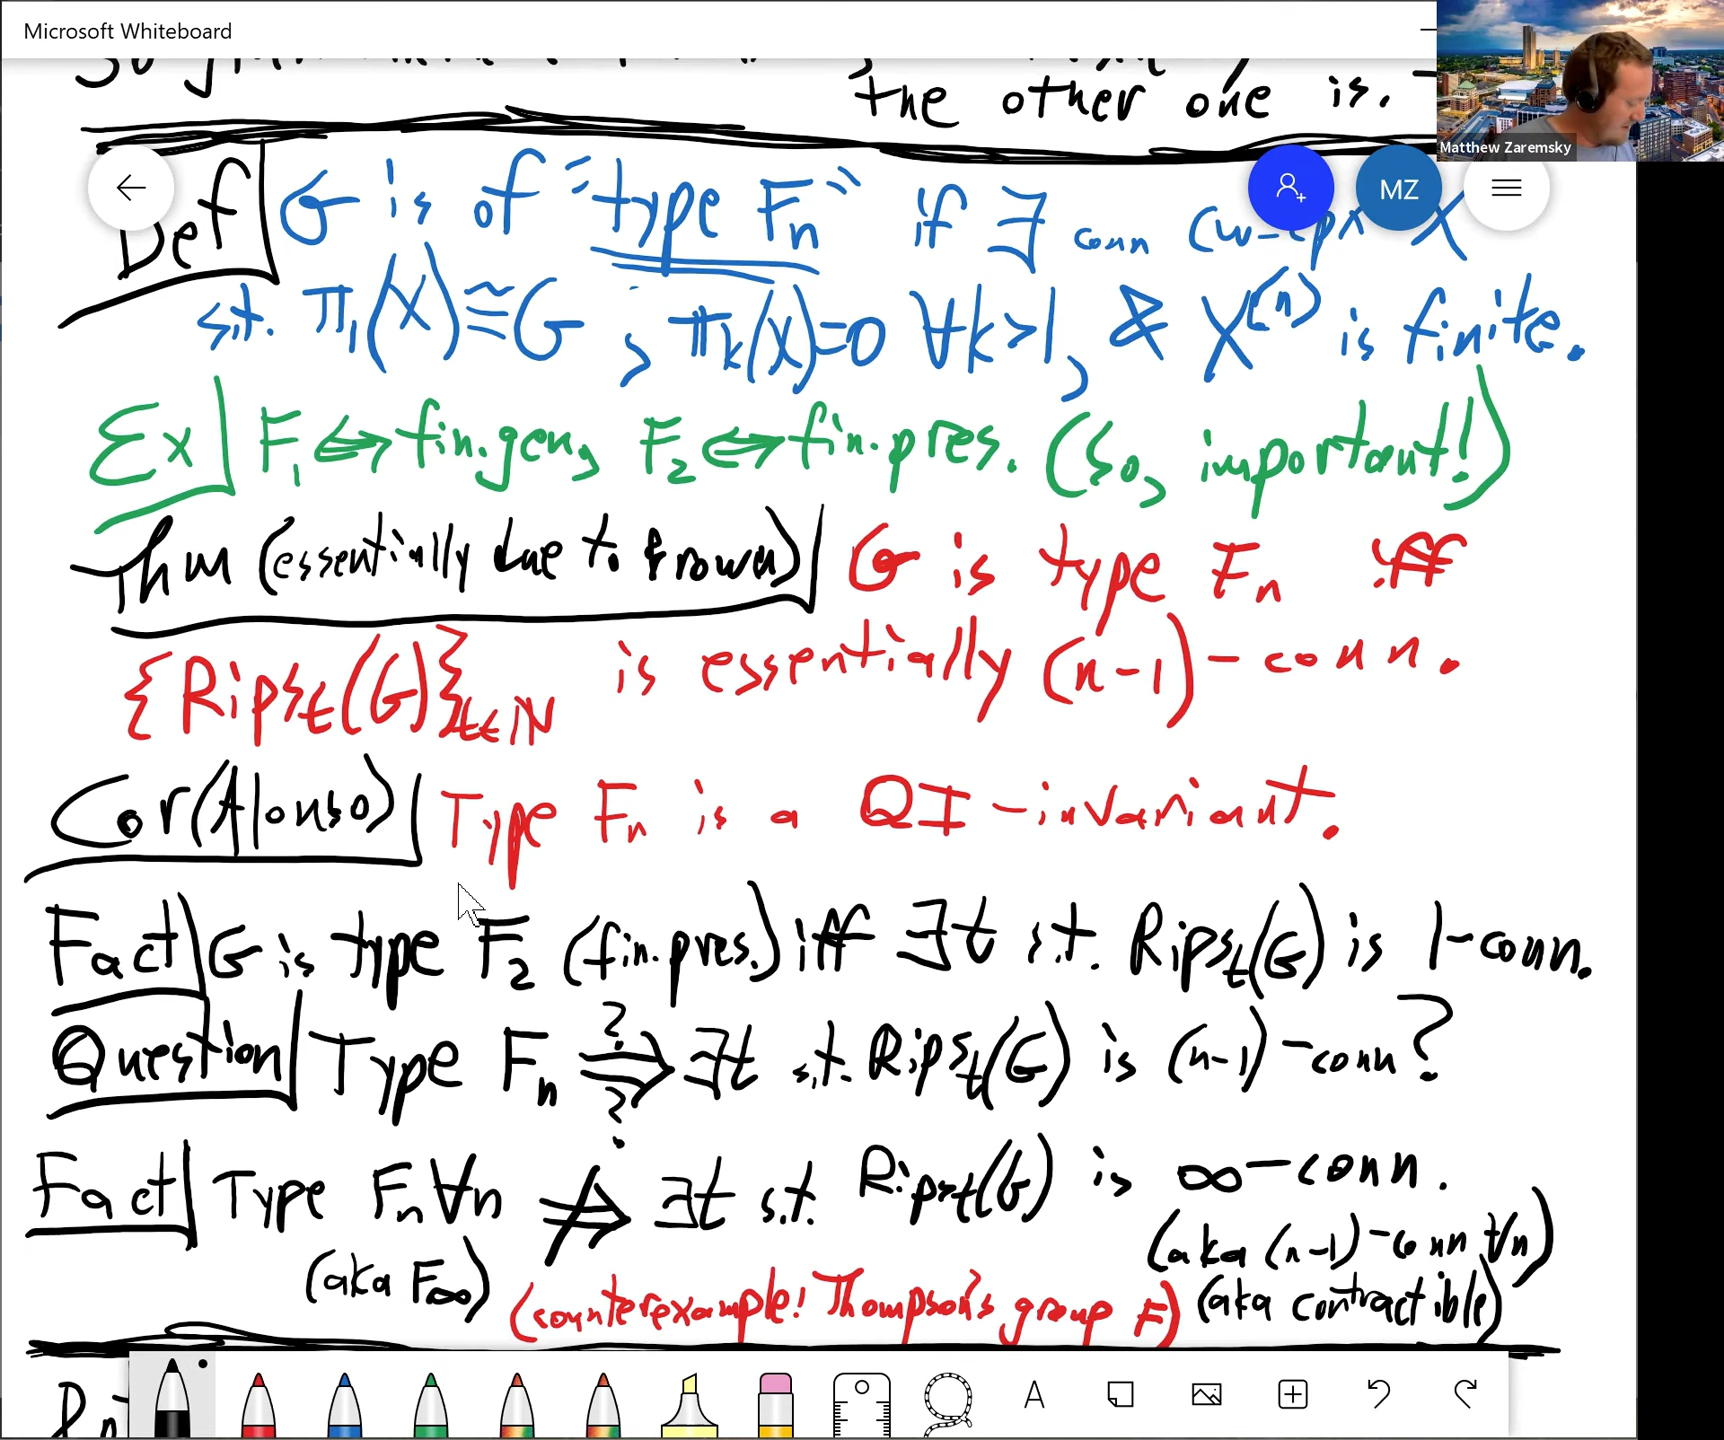 Microsoft Whiteboard
the other one is.
Matthew Zaremsky
MZ
Def G is of "type Fₙ" if ∃ conn CW-cpx X
s.t. π₁(X)≅G, πₖ(X)=0 ∀k>1, & X⁽ⁿ⁾ is finite.
Ex F₁⟺fin.gen, F₂⟺fin.pres. (So, important!)
Thm (essentially due to Brown) G is type Fₙ iff
{Ripsₜ(G)}ₜ∈ℕ is essentially (n-1)-conn.
Cor (Alonso) Type Fₙ is a QI-invariant.
Fact G is type F₂ (fin.pres.) iff ∃t s.t. Ripsₜ(G) is 1-conn.
Question Type Fₙ ?⟹? ∃t s.t. Ripsₜ(G) is (n-1)-conn?
Fact Type Fₙ ∀n ⇏ ∃t s.t. Ripsₜ(G) is ∞-conn.
(aka F∞) (aka (n-1)-conn ∀n)
(counterexample: Thompson's group F) (aka contractible)
A